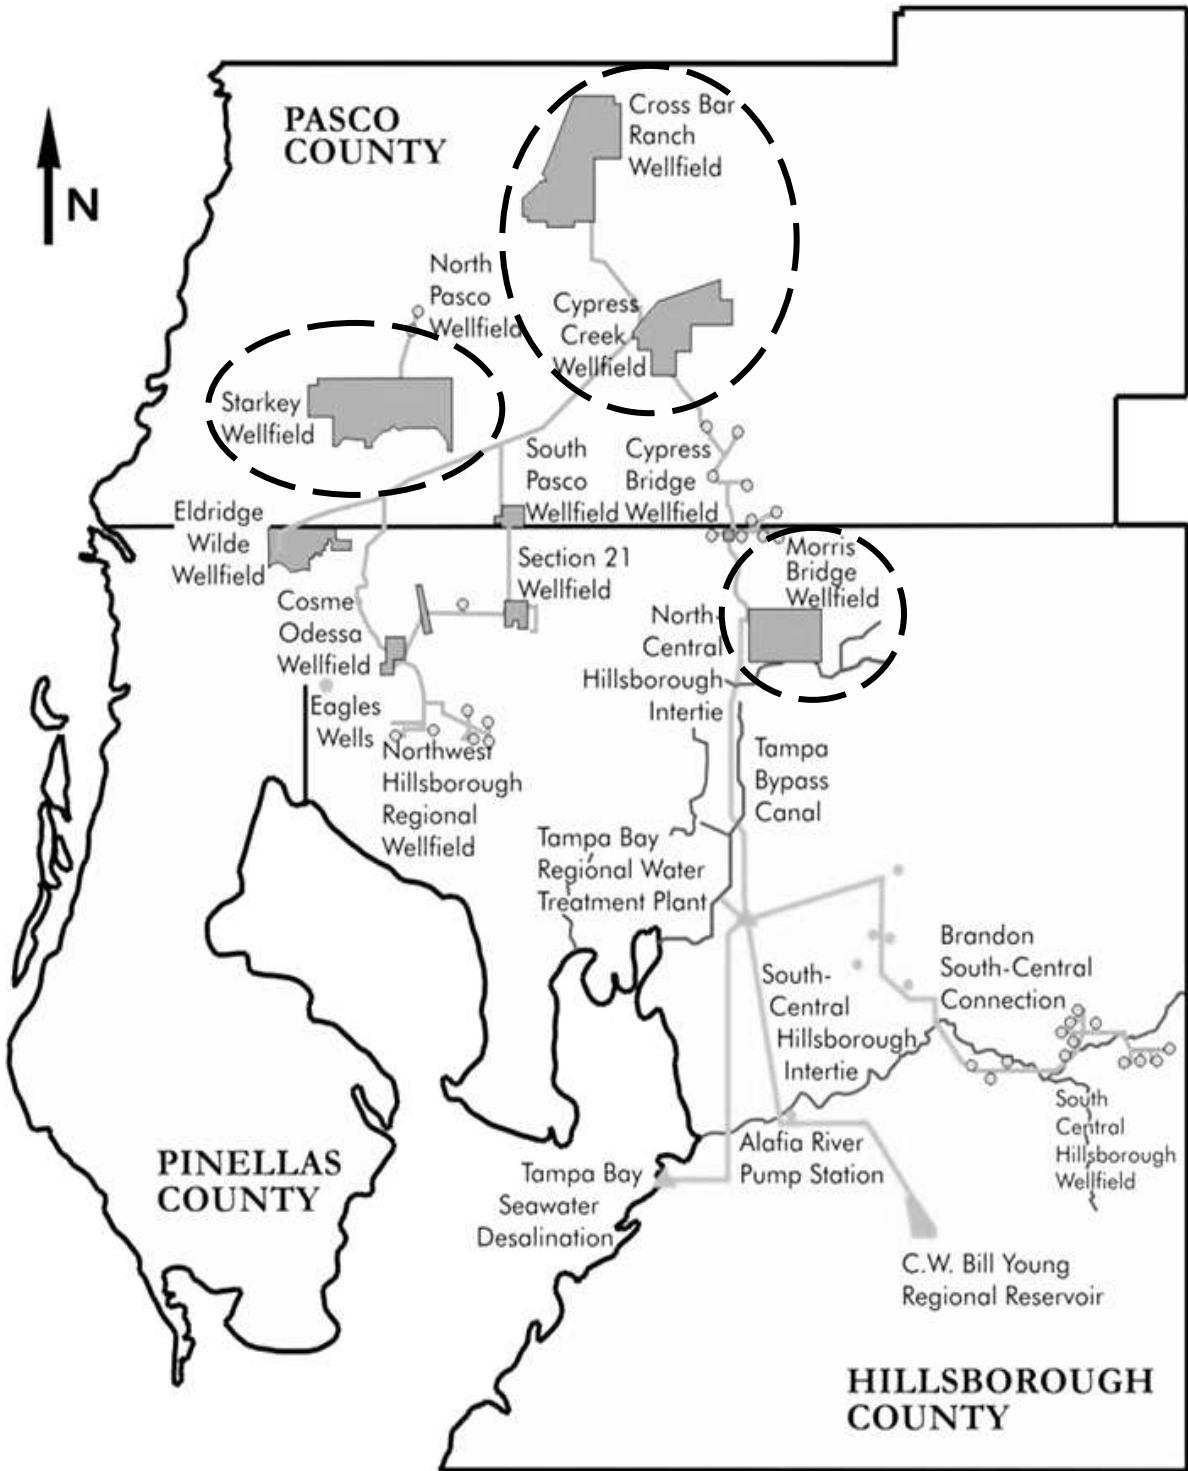 PASCO
COUNTY
N
Cross Bar
Ranch
Wellfield
North
Pasco
Wellfield
Cypress
Creek
Wellfield
Starkey
Wellfield
South
Pasco
Wellfield
Cypress
Bridge
Wellfield
Eldridge
Wilde
Wellfield
Section 21
Wellfield
Morris
Bridge
Wellfield
Cosme
Odessa
Wellfield
North-
Central
Hillsborough
Intertie
Eagles
Wells
Northwest
Hillsborough
Regional
Wellfield
Tampa
Bypass
Canal
Tampa Bay
Regional Water
Treatment Plant
Brandon
South-Central
Connection
South-
Central
Hillsborough
Intertie
South
Central
Hillsborough
Wellfield
Alafia River
Pump Station
PINELLAS
COUNTY
Tampa Bay
Seawater
Desalination
C.W. Bill Young
Regional Reservoir
HILLSBOROUGH
COUNTY